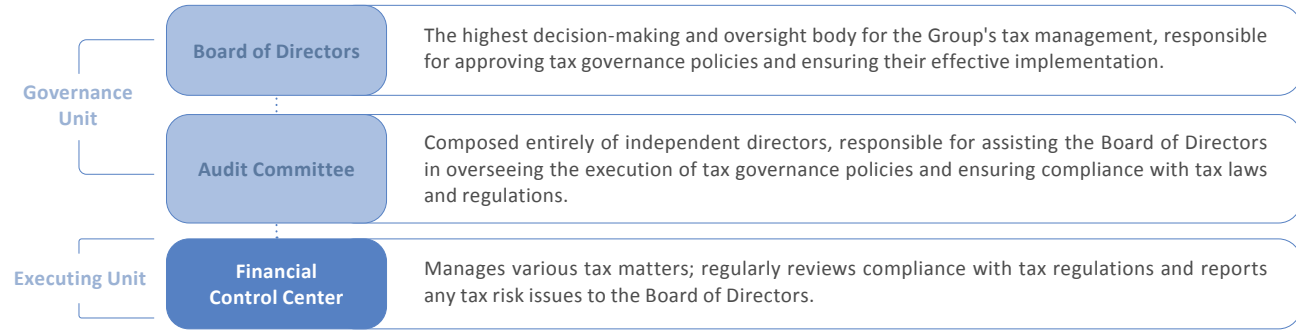 Governance
Unit
Board of Directors
The highest decision-making and oversight body for the Group's tax management, responsible
for approving tax governance policies and ensuring their effective implementation.
Audit Committee
Composed entirely of independent directors, responsible for assisting the Board of Directors
in overseeing the execution of tax governance policies and ensuring compliance with tax laws
and regulations.
Executing Unit
Financial
Control Center
Manages various tax matters; regularly reviews compliance with tax regulations and reports
any tax risk issues to the Board of Directors.